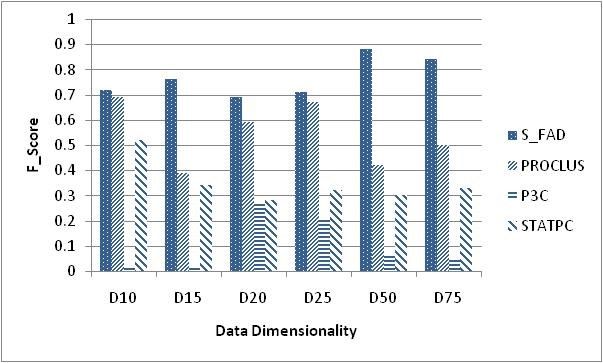 1
0.9
0.8
0.7
0.6
0.5
0.4
0.3
0.2
0.1
0
F_Score
D10 D15 D20 D25 D50 D75
Data Dimensionality
S_FAD
PROCLUS
P3C
STATPC